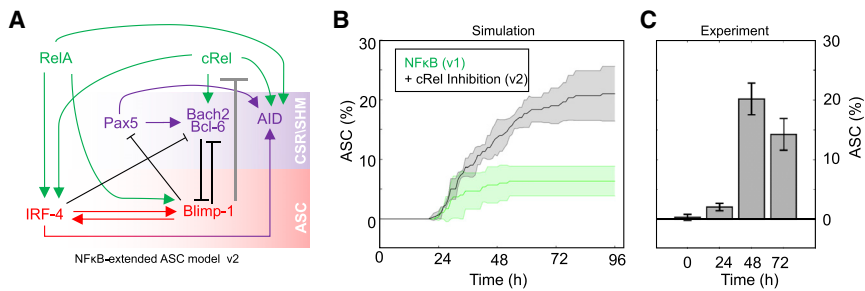 A
RelA
cRel
Pax5
Bach2
Bcl-6
AID
CSR\SHM
IRF-4
Blimp-1
ASC
NFκB-extended ASC model v2
B
Simulation
NFκB (v1)
+ cRel Inhibition (v2)
ASC (%)
30
20
10
0
0
24
48
72
96
Time (h)
C
Experiment
30
20
10
0
ASC (%)
0
24
48
72
Time (h)